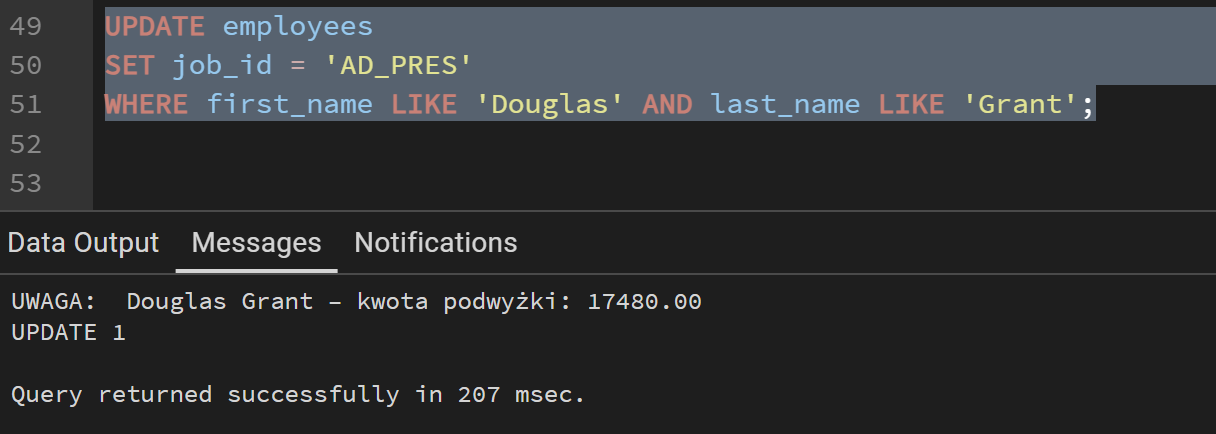 49 UPDATE employees
50 SET job_id = 'AD_PRES'
51 WHERE first_name LIKE 'Douglas' AND last_name LIKE 'Grant';
52
53
Data Output Messages Notifications
UWAGA:  Douglas Grant – kwota podwyżki: 17480.00
UPDATE 1
Query returned successfully in 207 msec.